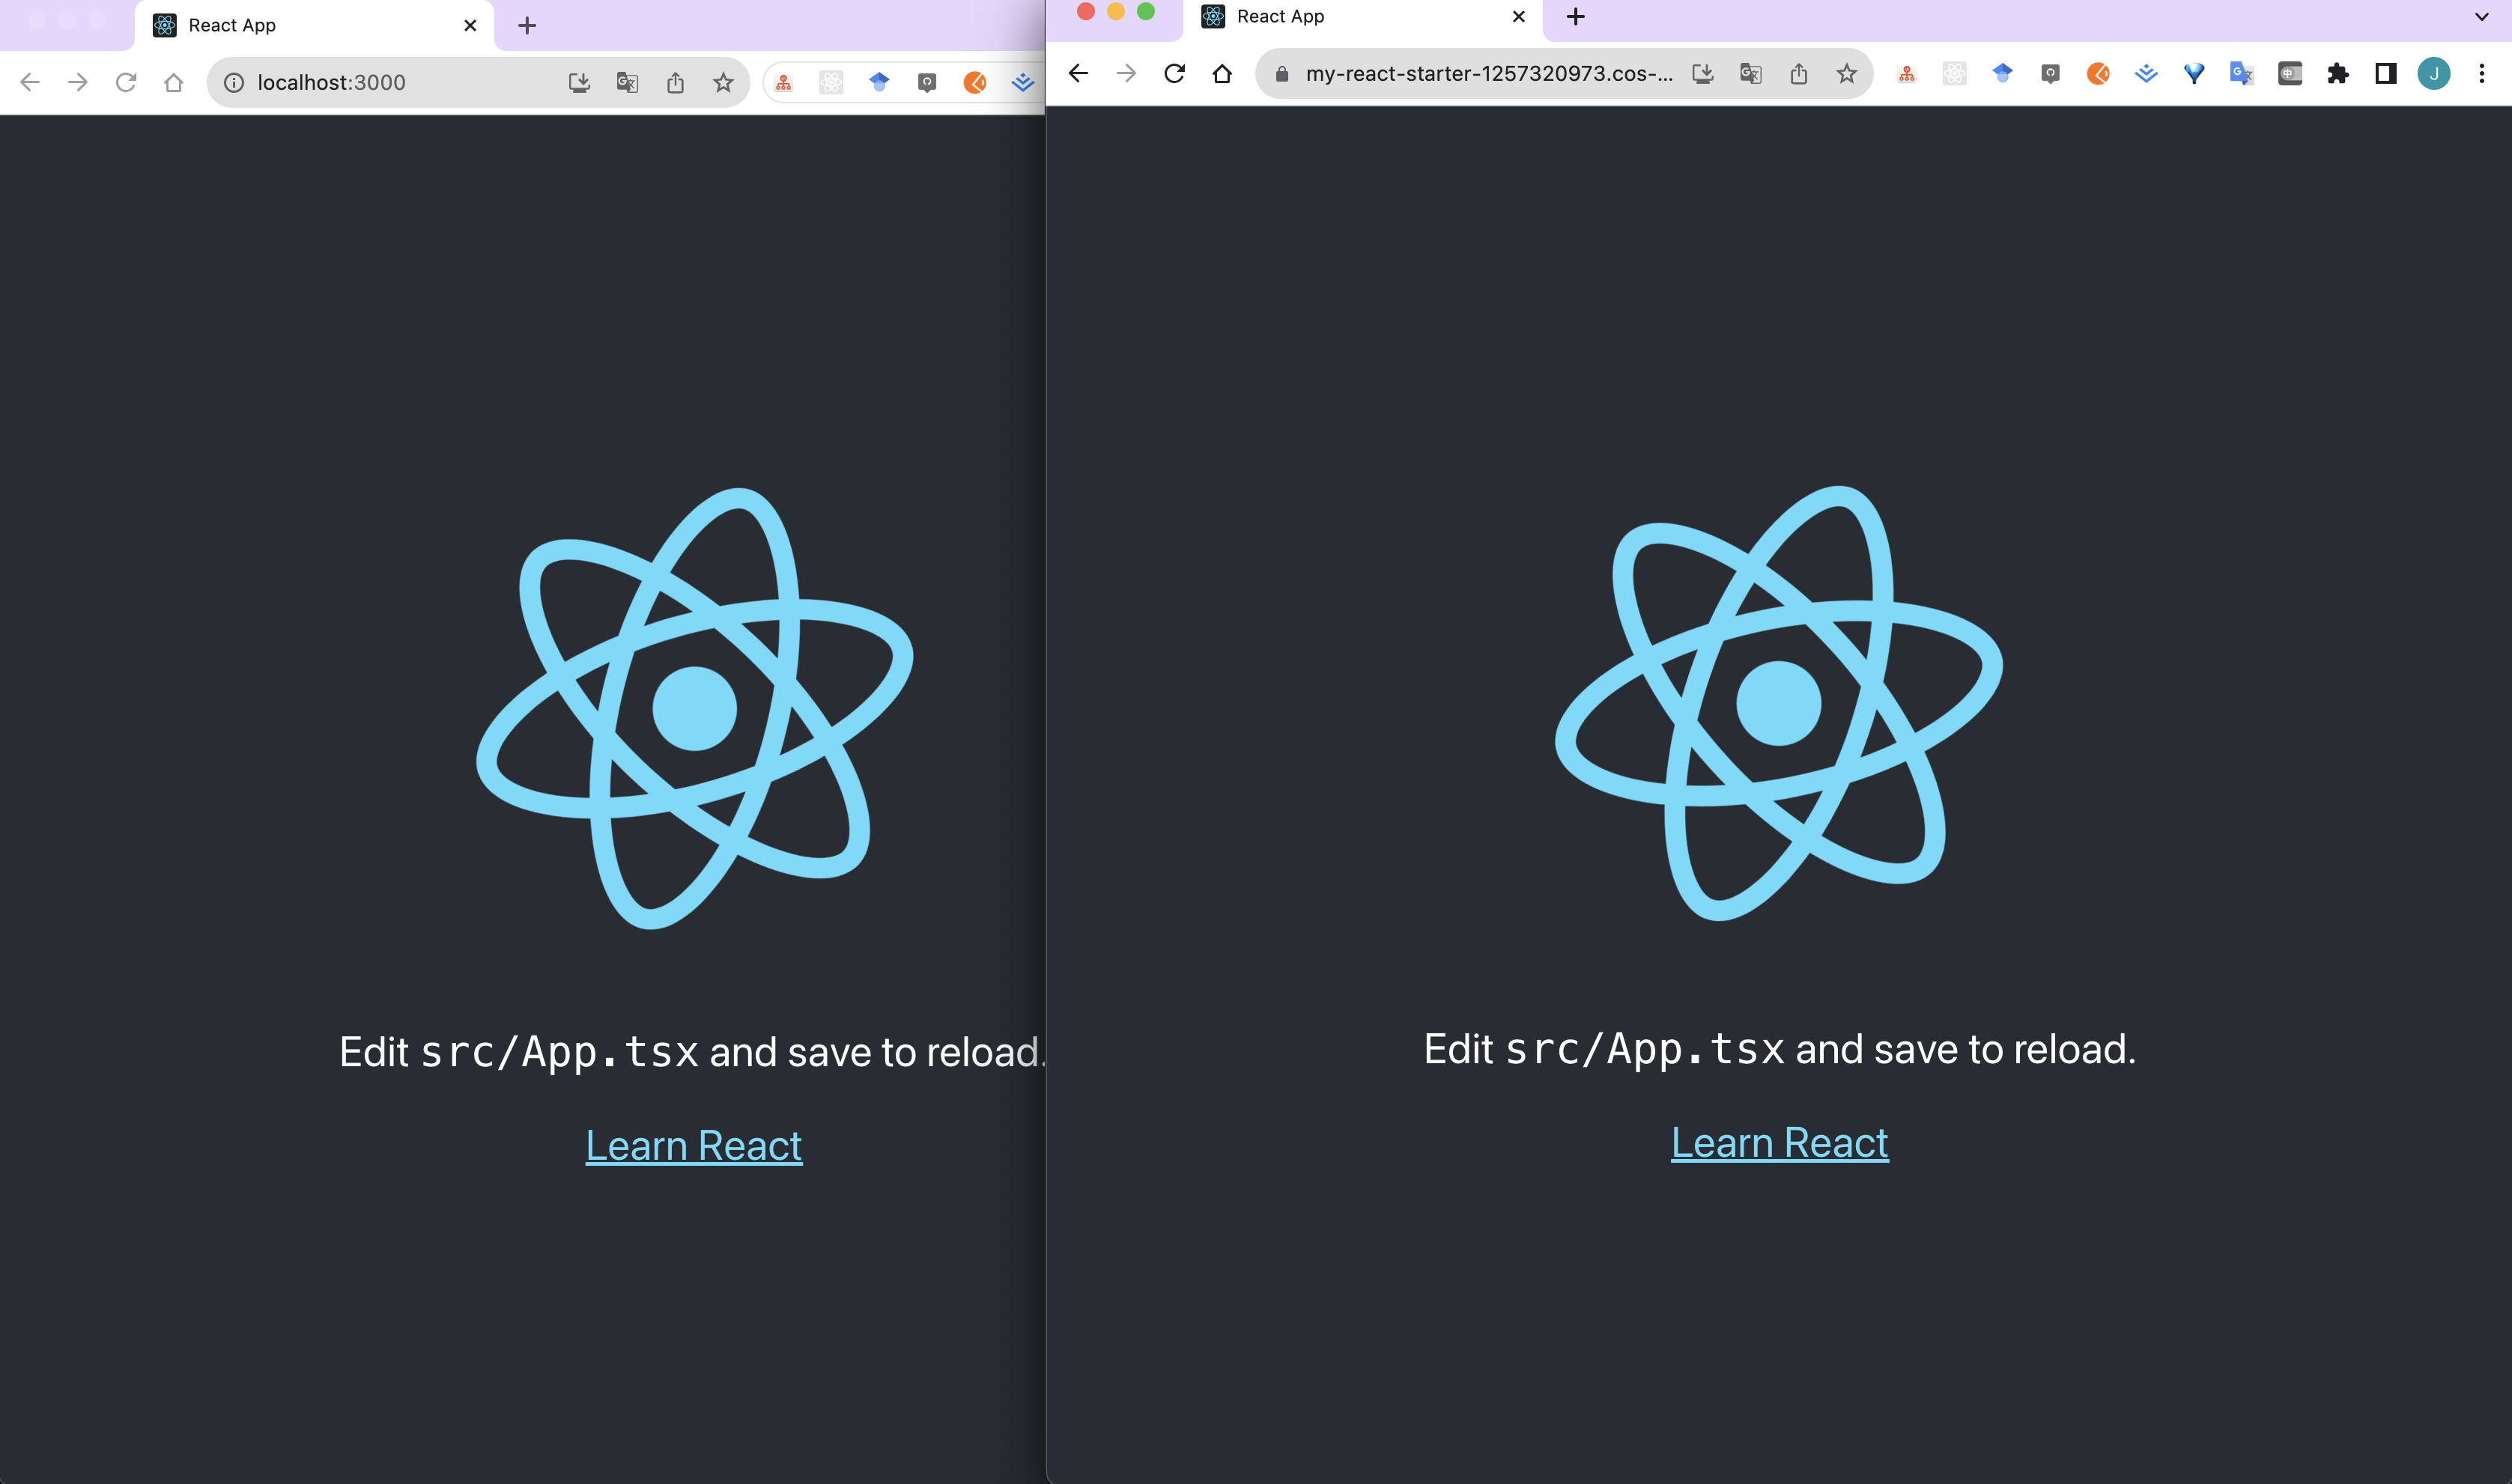 React App
localhost:3000
Edit src/App.tsx and save to reload.
Learn React
React App
my-react-starter-1257320973.cos-...
J
Edit src/App.tsx and save to reload.
Learn React